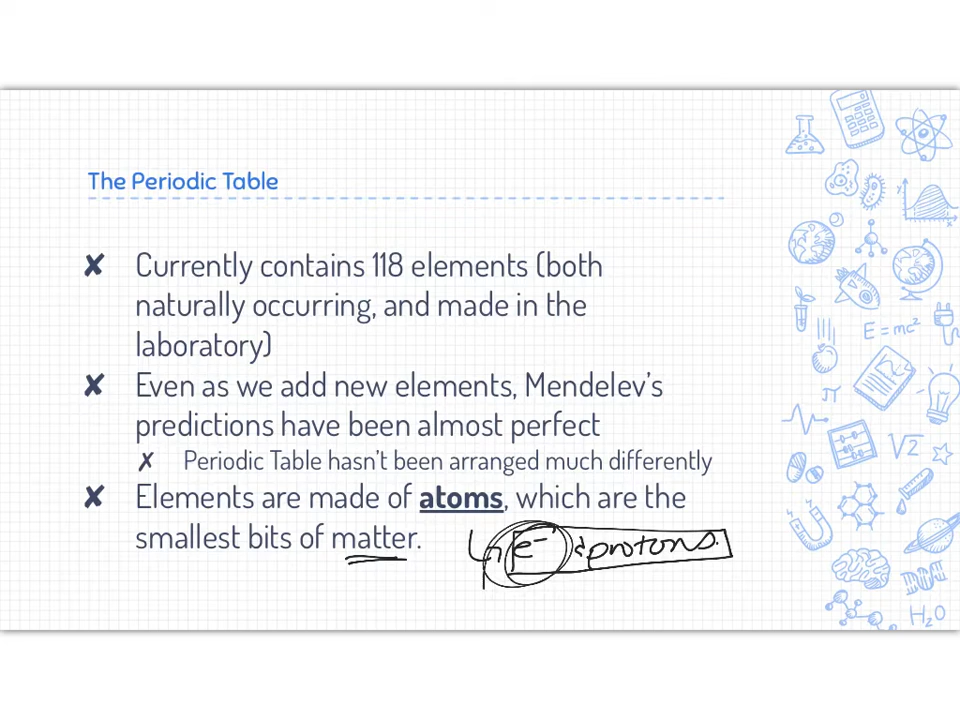 The Periodic Table
✘ Currently contains 118 elements (both
naturally occurring, and made in the
laboratory)
✘ Even as we add new elements, Mendelev's
predictions have been almost perfect
✗ Periodic Table hasn't been arranged much differently
✘ Elements are made of atoms, which are the
smallest bits of matter.
e⁻ & protons.
y
x
E = mc²
π
√2
H₂O